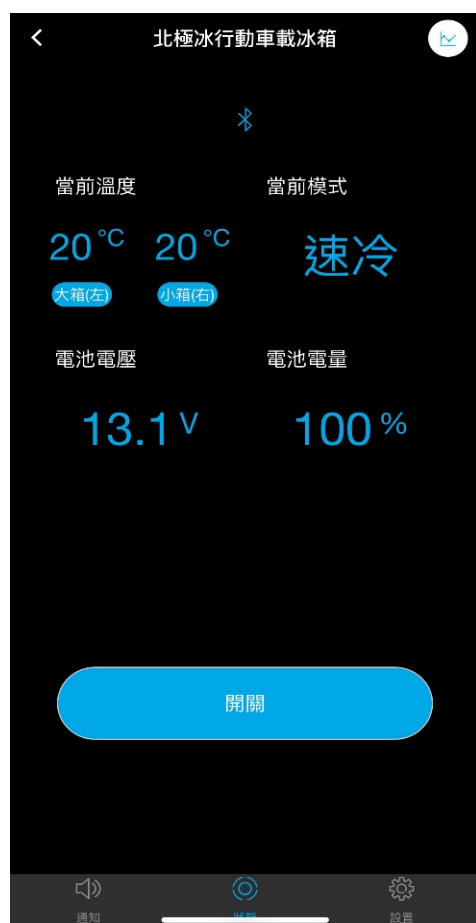 北極冰行動車載冰箱
當前溫度 當前模式
20 °C 20 °C 速冷
大箱(左) 小箱(右)
電池電壓 電池電量
13.1 V 100 %
開關
通知 設置